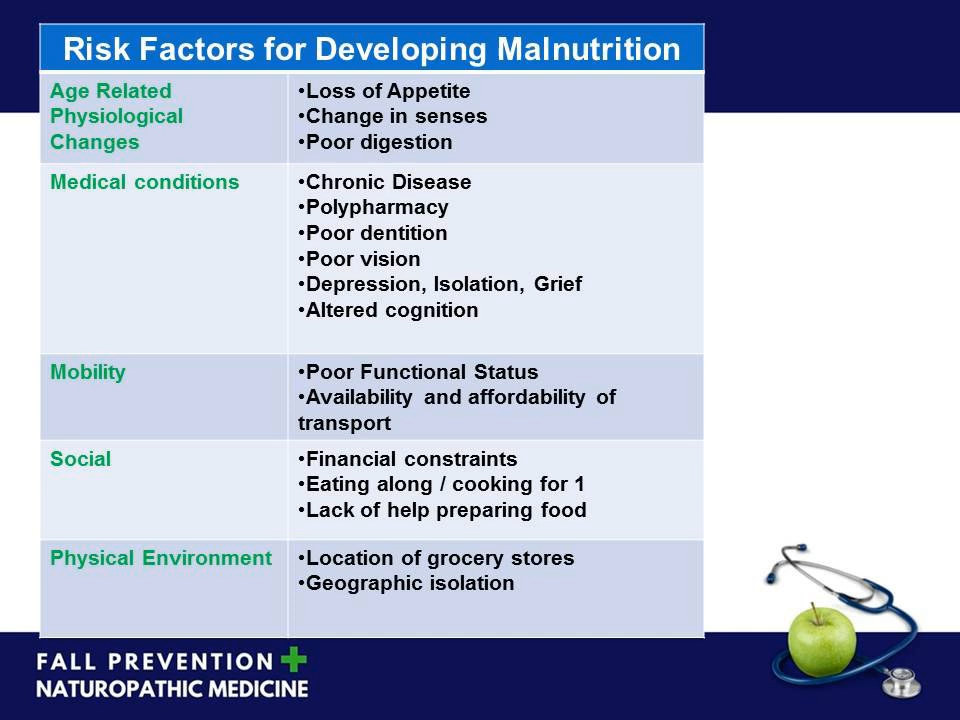 Risk Factors for Developing Malnutrition
Age Related
Physiological
Changes
•Loss of Appetite
•Change in senses
•Poor digestion
Medical conditions
•Chronic Disease
•Polypharmacy
•Poor dentition
•Poor vision
•Depression, Isolation, Grief
•Altered cognition
Mobility
•Poor Functional Status
•Availability and affordability of
transport
Social
•Financial constraints
•Eating along / cooking for 1
•Lack of help preparing food
Physical Environment
•Location of grocery stores
•Geographic isolation
FALL PREVENTION
NATUROPATHIC MEDICINE